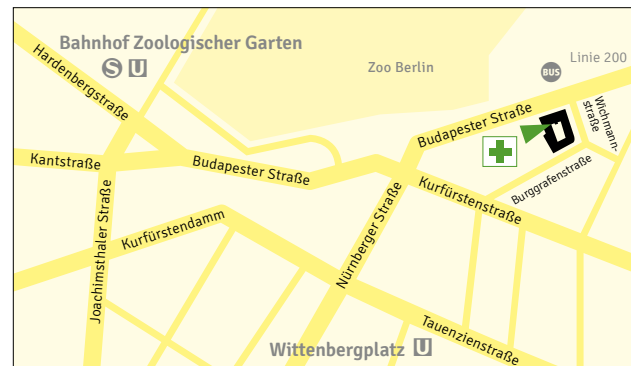 Bahnhof Zoologischer Garten
S U
Hardenbergstraße
Zoo Berlin
BUS
Linie 200
Budapester Straße
Wichmann-
straße
Kantstraße
Budapester Straße
Burggrafenstraße
Kurfürstenstraße
Joachimsthaler Straße
Kurfürstendamm
Nürnberger Straße
Tauenzienstraße
Wittenbergplatz U